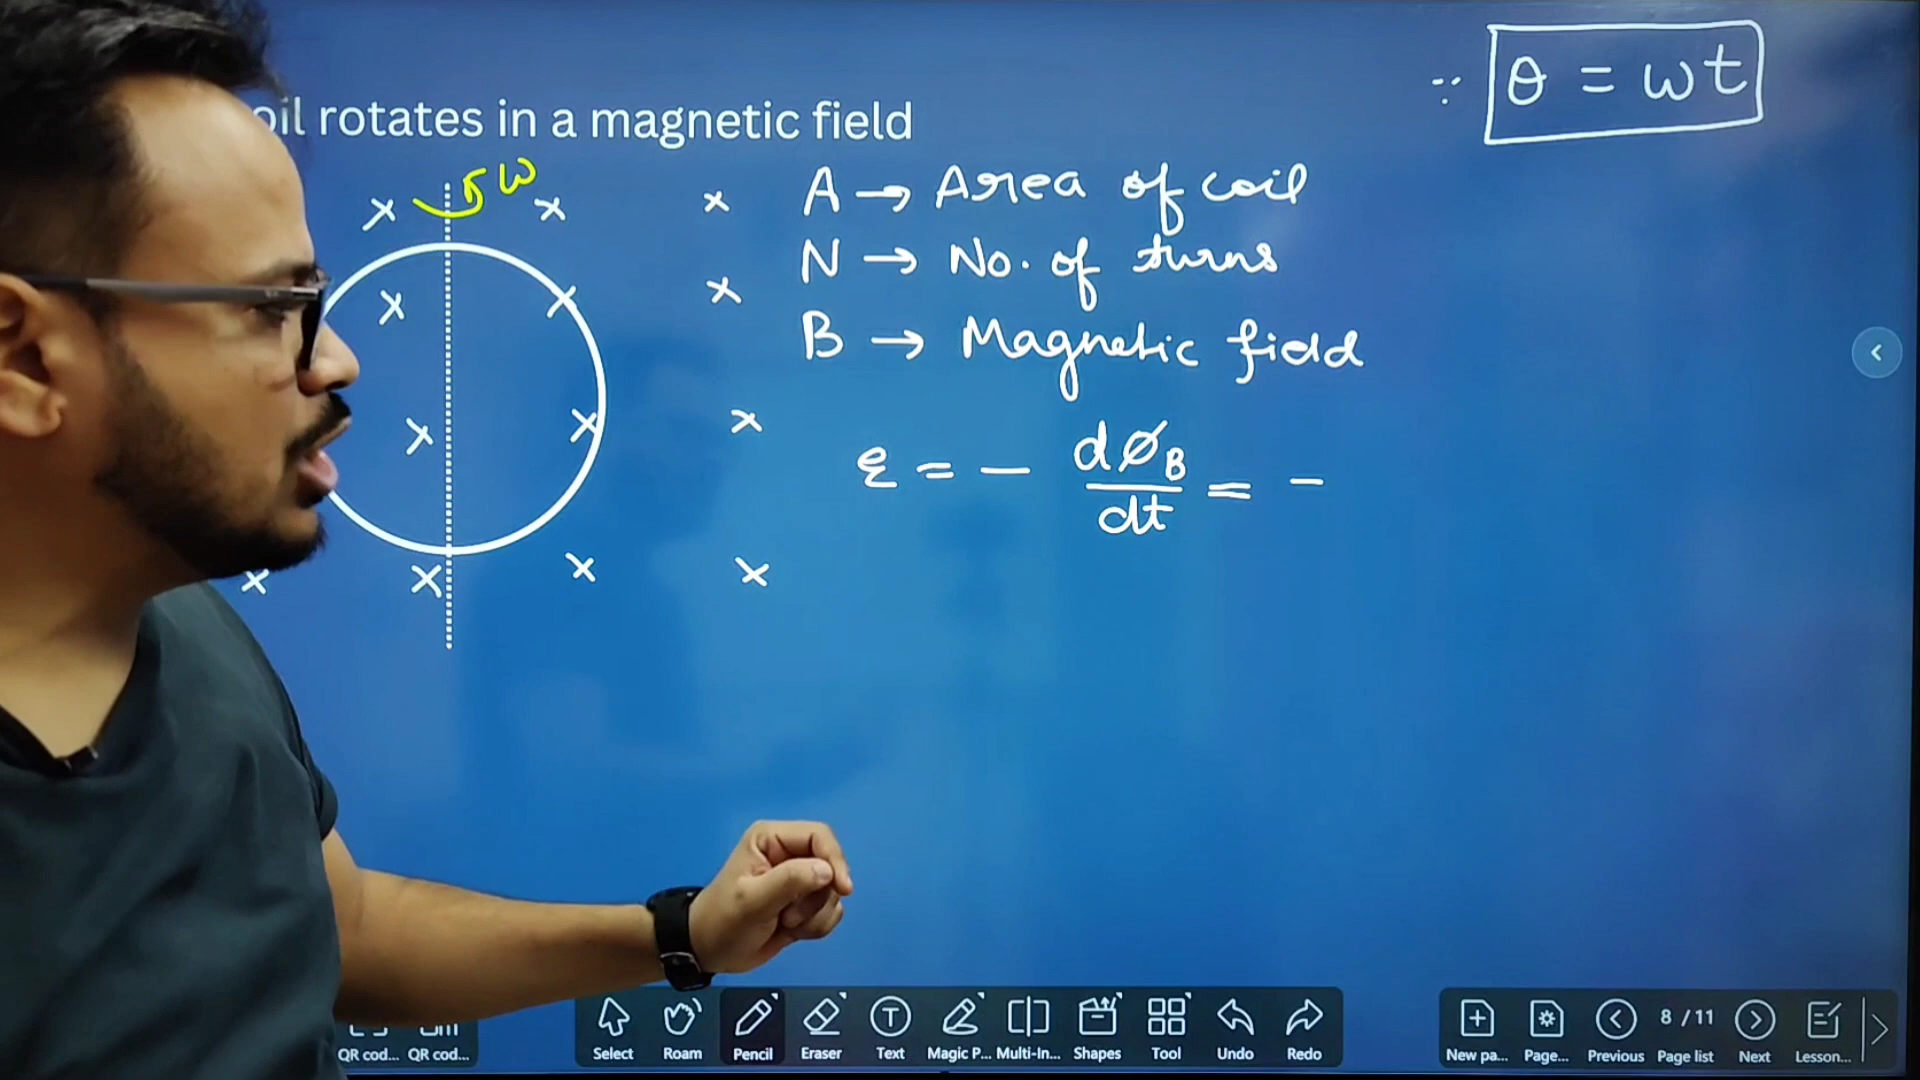 ∵ θ = ωt
oil rotates in a magnetic field
ω
A → Area of coil
N → No. of turns
B → Magnetic field
ε = - dϕB/dt = -
QR cod... QR cod... Select Roam Pencil Eraser Text Magic P... Multi-In... Shapes Tool Undo Redo
8 / 11
New pa... Page... Previous Page list Next Lesson...